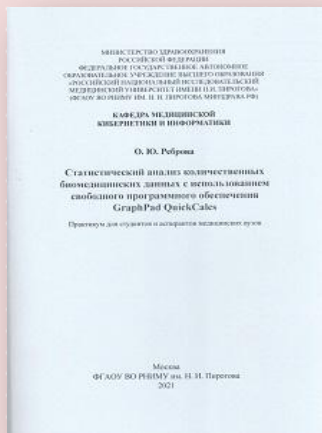 МИНИСТЕРСТВО ЗДРАВООХРАНЕНИЯ
РОССИЙСКОЙ ФЕДЕРАЦИИ
ФЕДЕРАЛЬНОЕ ГОСУДАРСТВЕННОЕ АВТОНОМНОЕ
ОБРАЗОВАТЕЛЬНОЕ УЧРЕЖДЕНИЕ ВЫСШЕГО ОБРАЗОВАНИЯ
«РОССИЙСКИЙ НАЦИОНАЛЬНЫЙ ИССЛЕДОВАТЕЛЬСКИЙ
МЕДИЦИНСКИЙ УНИВЕРСИТЕТ ИМЕНИ Н.И. ПИРОГОВА»
(ФГАОУ ВО РНИМУ ИМ. Н. И. ПИРОГОВА МИНЗДРАВА РФ)
КАФЕДРА МЕДИЦИНСКОЙ
КИБЕРНЕТИКИ И ИНФОРМАТИКИ
О. Ю. Реброва
Статистический анализ количественных
биомедицинских данных с использованием
свободного программного обеспечения
GraphPad QuickCalcs
Практикум для студентов и аспирантов медицинских вузов
Москва
ФГАОУ ВО РНИМУ им. Н. И. Пирогова
2021